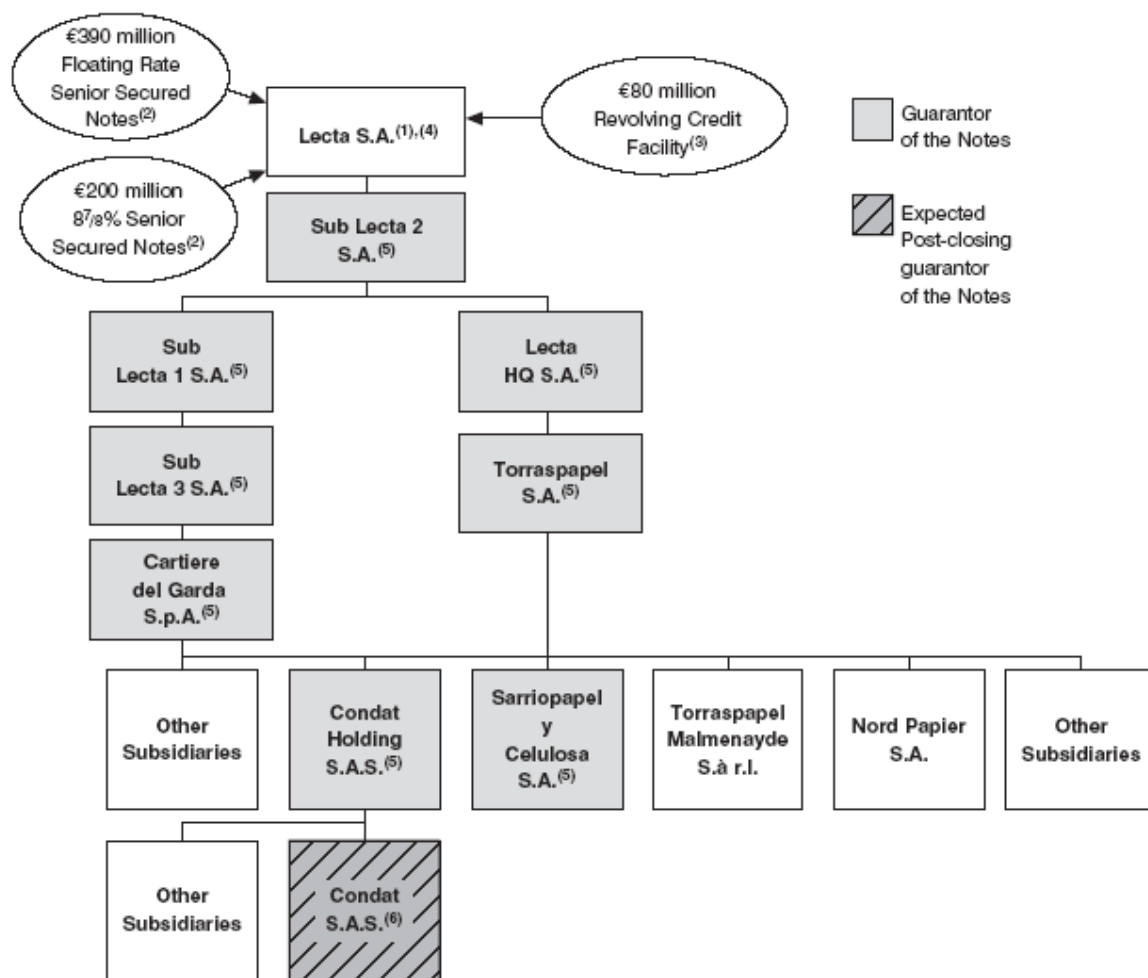 €390 million
Floating Rate
Senior Secured
Notes(2)
Lecta S.A.(1),(4)
€80 million
Revolving Credit
Facility(3)
Guarantor
of the Notes
€200 million
8 7/8% Senior
Secured Notes(2)
Sub Lecta 2
S.A.(5)
Expected
Post-closing
guarantor
of the Notes
Sub
Lecta 1 S.A.(5)
Lecta
HQ S.A.(5)
Sub
Lecta 3 S.A.(5)
Torraspapel
S.A.(5)
Cartiere
del Garda
S.p.A.(5)
Other
Subsidiaries
Condat
Holding
S.A.S.(5)
Sarriopapel
y
Celulosa
S.A.(5)
Torraspapel
Malmenayde
S.à r.l.
Nord Papier
S.A.
Other
Subsidiaries
Other
Subsidiaries
Condat
S.A.S.(6)